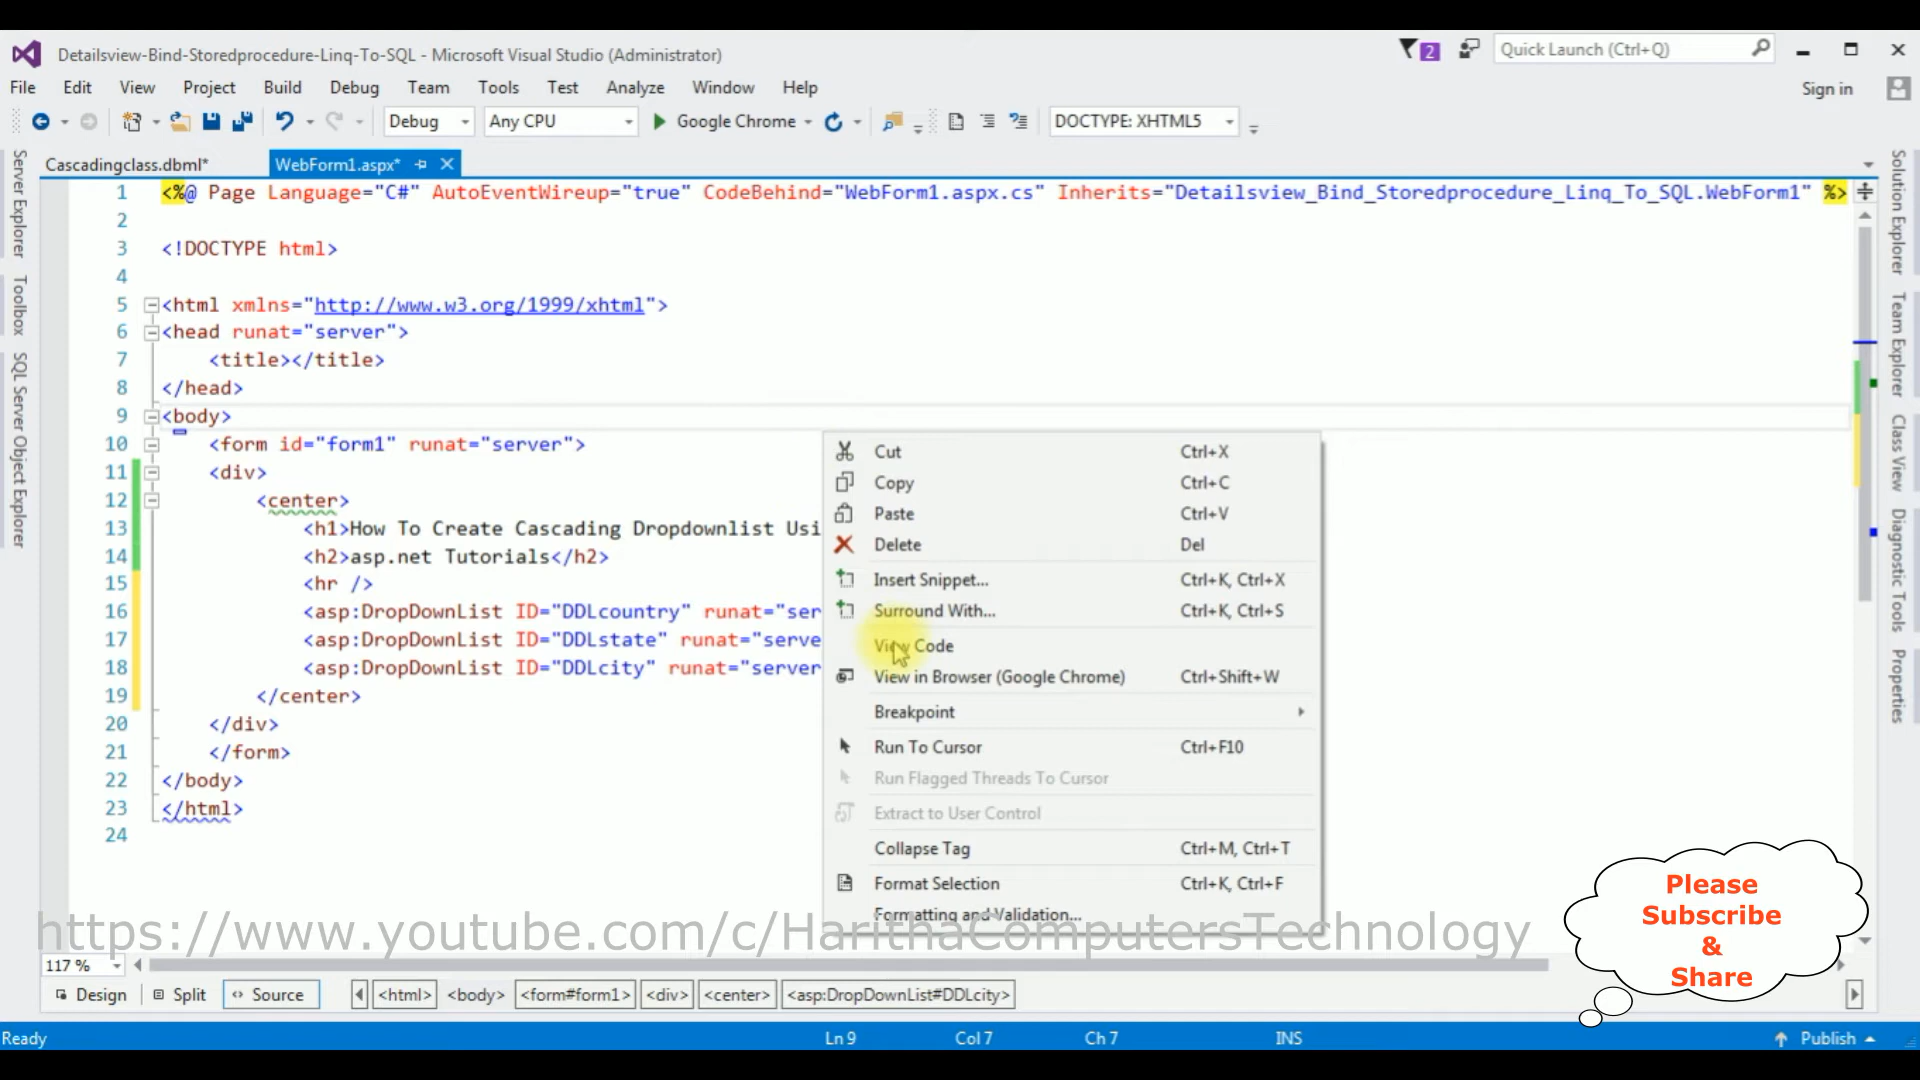 Detailsview-Bind-Storedprocedure-Linq-To-SQL - Microsoft Visual Studio (Administrator)
2
Quick Launch (Ctrl+Q)
File Edit View Project Build Debug Team Tools Test Analyze Window Help
Sign in
Debug Any CPU Google Chrome DOCTYPE: XHTML5
Cascadingclass.dbml* WebForm1.aspx*
Server Explorer
Toolbox
SQL Server Object Explorer
1 <%@ Page Language="C#" AutoEventWireup="true" CodeBehind="WebForm1.aspx.cs" Inherits="Detailsview_Bind_Storedprocedure_Linq_To_SQL.WebForm1" %>
2
3 <!DOCTYPE html>
4
5 <html xmlns="http://www.w3.org/1999/xhtml">
6 <head runat="server">
7 <title></title>
8 </head>
9 <body>
10 <form id="form1" runat="server">
11 <div>
12 <center>
13 <h1>How To Create Cascading Dropdownlist Usi
14 <h2>asp.net Tutorials</h2>
15 <hr />
16 <asp:DropDownList ID="DDLcountry" runat="ser
17 <asp:DropDownList ID="DDLstate" runat="serve
18 <asp:DropDownList ID="DDLcity" runat="server
19 </center>
20 </div>
21 </form>
22 </body>
23 </html>
24
Cut Ctrl+X
Copy Ctrl+C
Paste Ctrl+V
Delete Del
Insert Snippet... Ctrl+K, Ctrl+X
Surround With... Ctrl+K, Ctrl+S
View Code
View in Browser (Google Chrome) Ctrl+Shift+W
Breakpoint
Run To Cursor Ctrl+F10
Run Flagged Threads To Cursor
Extract to User Control
Collapse Tag Ctrl+M, Ctrl+T
Format Selection Ctrl+K, Ctrl+F
Formatting and Validation...
Solution Explorer
Team Explorer
Class View
Diagnostic Tools
Properties
https://www.youtube.com/c/HarithaComputersTechnology
Please
Subscribe
&
Share
117 %
Design Split Source <html> <body> <form#form1> <div> <center> <asp:DropDownList#DDLcity>
Ready Ln 9 Col 7 Ch 7 INS Publish